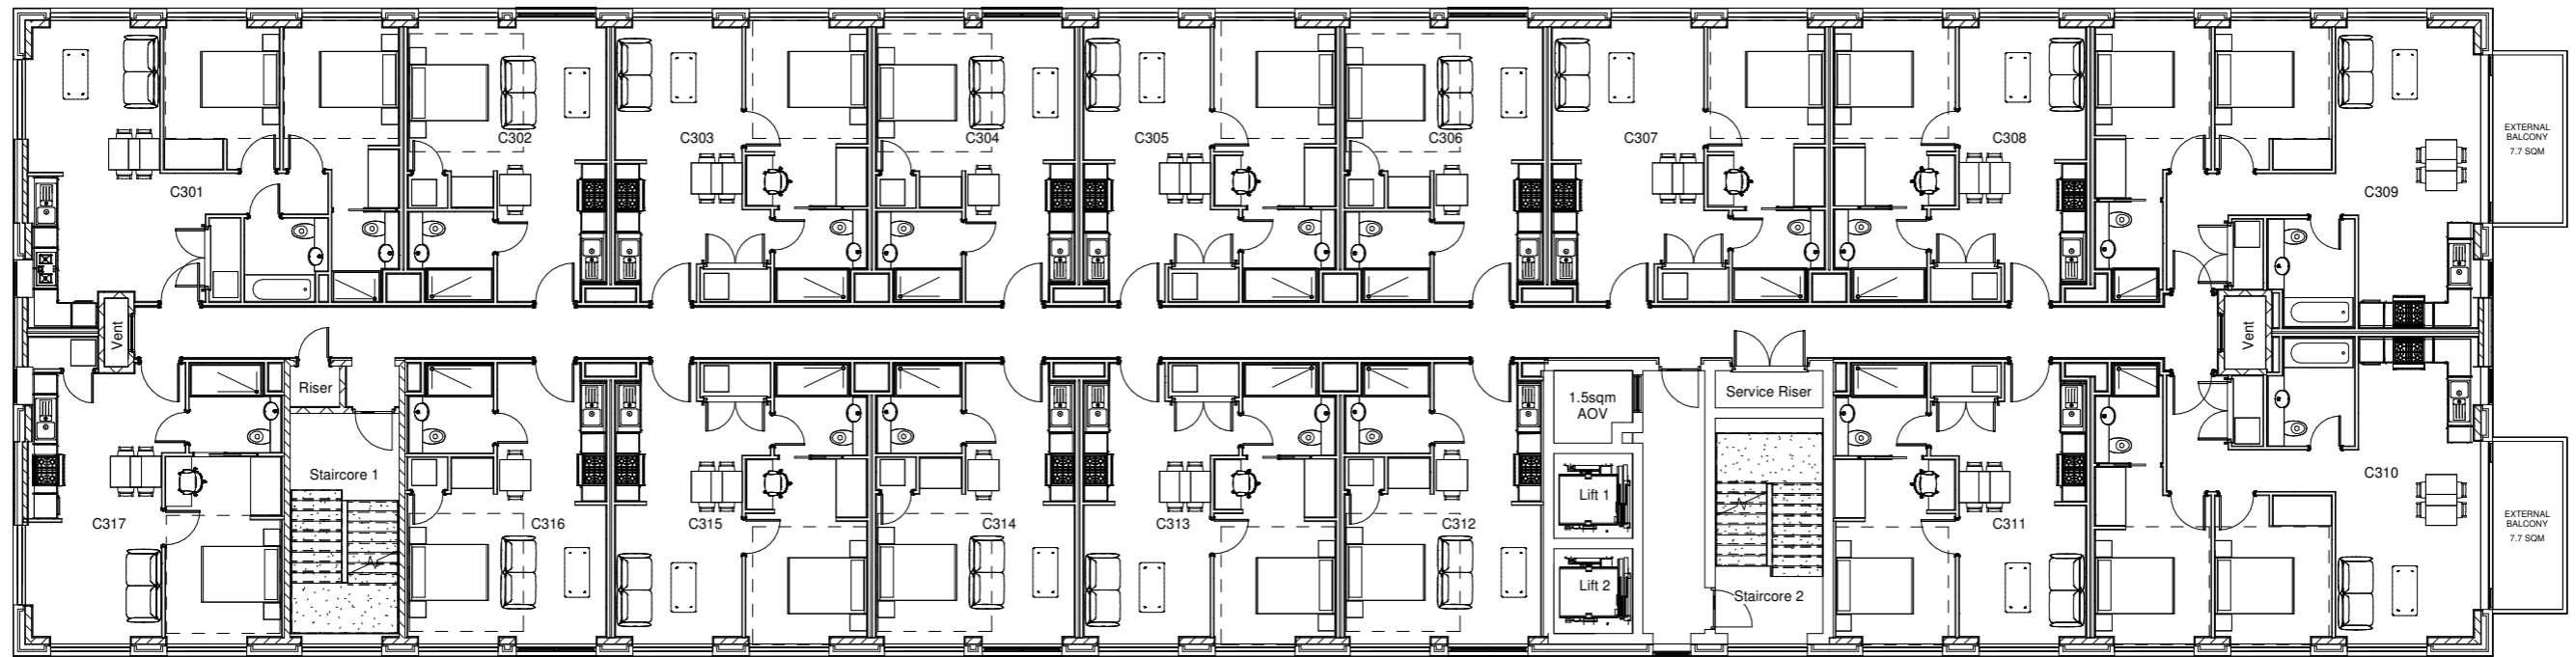 C302
C303
C304
C305
C306
C307
C308
EXTERNAL
BALCONY
7.7 SQM
C301
C309
Vent
Vent
Riser
Service Riser
1.5sqm
AOV
Staircore 1
C310
Lift 1
C317
C316
C315
C314
C313
C312
C311
EXTERNAL
BALCONY
7.7 SQM
Lift 2
Staircore 2